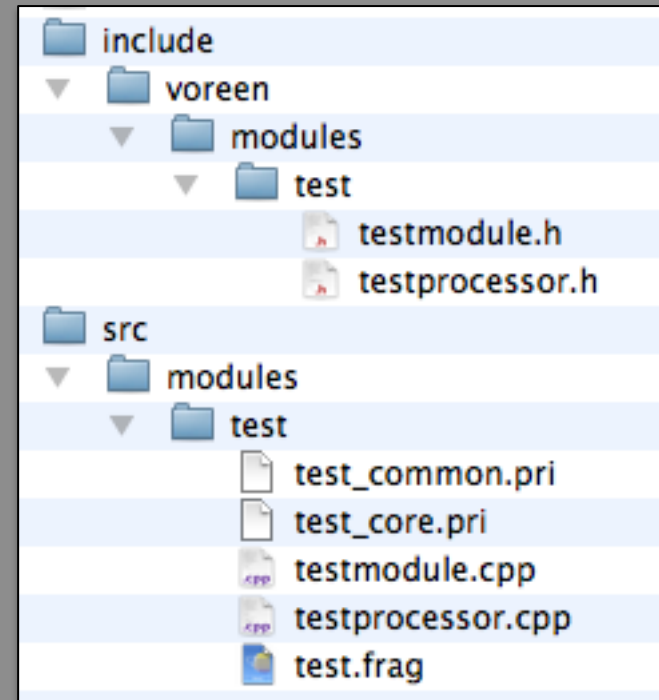 include
voreen
modules
test
testmodule.h
testprocessor.h
src
modules
test
test_common.pri
test_core.pri
testmodule.cpp
testprocessor.cpp
test.frag